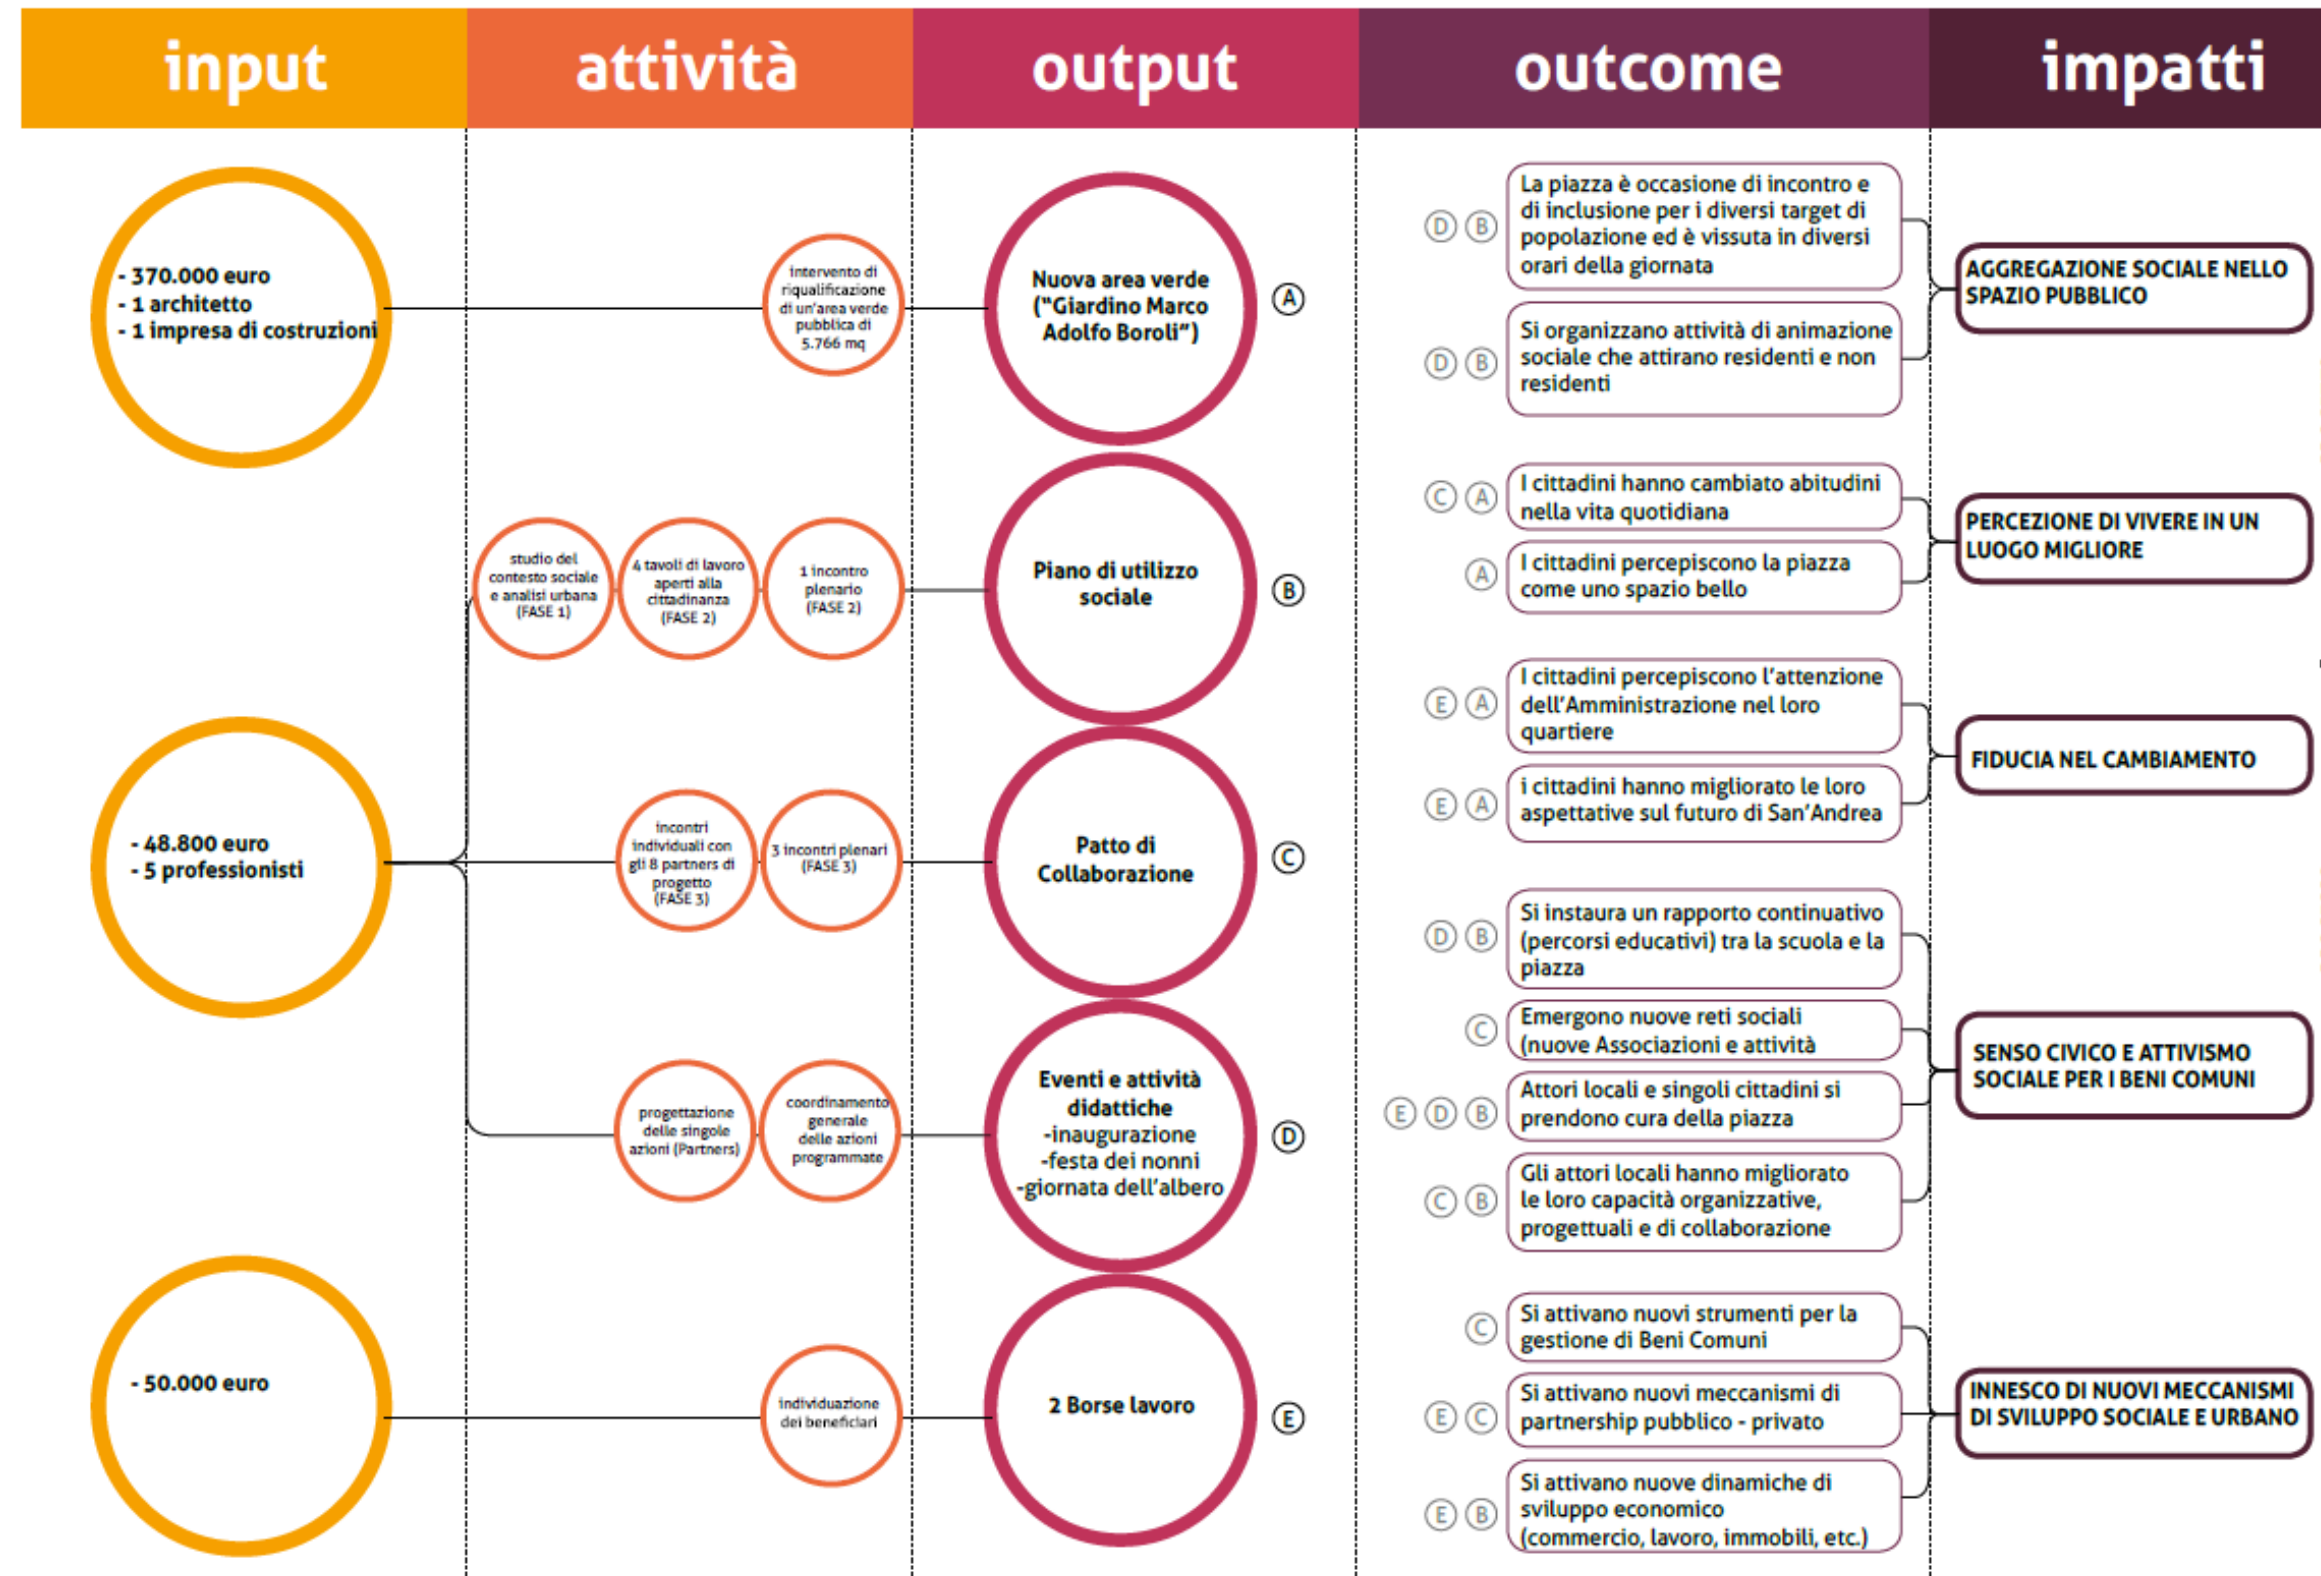 input
attività
output
outcome
impatti
- 370.000 euro
- 1 architetto
- 1 impresa di costruzioni
intervento di
riqualificazione
di un'area verde
pubblica di
5.766 mq
Nuova area verde
("Giardino Marco
Adolfo Boroli")
A
studio del
contesto sociale
e analisi urbana
(FASE 1)
4 tavoli di lavoro
aperti alla
cittadinanza
(FASE 2)
1 incontro
plenario
(FASE 2)
Piano di utilizzo
sociale
B
- 48.800 euro
- 5 professionisti
incontri
individuali con
gli 8 partners di
progetto
(FASE 3)
3 incontri plenari
(FASE 3)
Patto di
Collaborazione
C
progettazione
delle singole
azioni (Partners)
coordinamento
generale
delle azioni
programmate
Eventi e attività
didattiche
-inaugurazione
-festa dei nonni
-giornata dell'albero
D
- 50.000 euro
individuazione
dei beneficiari
2 Borse lavoro
E
D B
La piazza è occasione di incontro e
di inclusione per i diversi target di
popolazione ed è vissuta in diversi
orari della giornata
D B
Si organizzano attività di animazione
sociale che attirano residenti e non
residenti
AGGREGAZIONE SOCIALE NELLO
SPAZIO PUBBLICO
C A
I cittadini hanno cambiato abitudini
nella vita quotidiana
A
I cittadini percepiscono la piazza
come uno spazio bello
PERCEZIONE DI VIVERE IN UN
LUOGO MIGLIORE
E A
I cittadini percepiscono l'attenzione
dell'Amministrazione nel loro
quartiere
E A
i cittadini hanno migliorato le loro
aspettative sul futuro di San'Andrea
FIDUCIA NEL CAMBIAMENTO
D B
Si instaura un rapporto continuativo
(percorsi educativi) tra la scuola e la
piazza
C
Emergono nuove reti sociali
(nuove Associazioni e attività
E D B
Attori locali e singoli cittadini si
prendono cura della piazza
C B
Gli attori locali hanno migliorato
le loro capacità organizzative,
progettuali e di collaborazione
SENSO CIVICO E ATTIVISMO
SOCIALE PER I BENI COMUNI
C
Si attivano nuovi strumenti per la
gestione di Beni Comuni
E C
Si attivano nuovi meccanismi di
partnership pubblico - privato
E B
Si attivano nuove dinamiche di
sviluppo economico
(commercio, lavoro, immobili, etc.)
INNESCO DI NUOVI MECCANISMI
DI SVILUPPO SOCIALE E URBANO